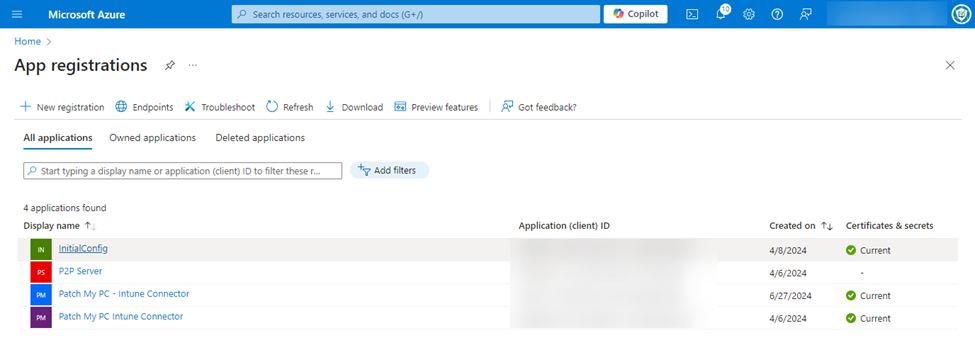 Microsoft Azure
Search resources, services, and docs (G+/)
Copilot
10
Home >
App registrations
...
New registration
Endpoints
Troubleshoot
Refresh
Download
Preview features
Got feedback?
All applications
Owned applications
Deleted applications
Start typing a display name or application (client) ID to filter these r...
Add filters
4 applications found
Display name ↑↓
Application (client) ID
Created on ↑↓
Certificates & secrets
IN InitialConfig 4/8/2024 Current
PS P2P Server 4/6/2024 -
PM Patch My PC - Intune Connector 6/27/2024 Current
PM Patch My PC Intune Connector 4/6/2024 Current